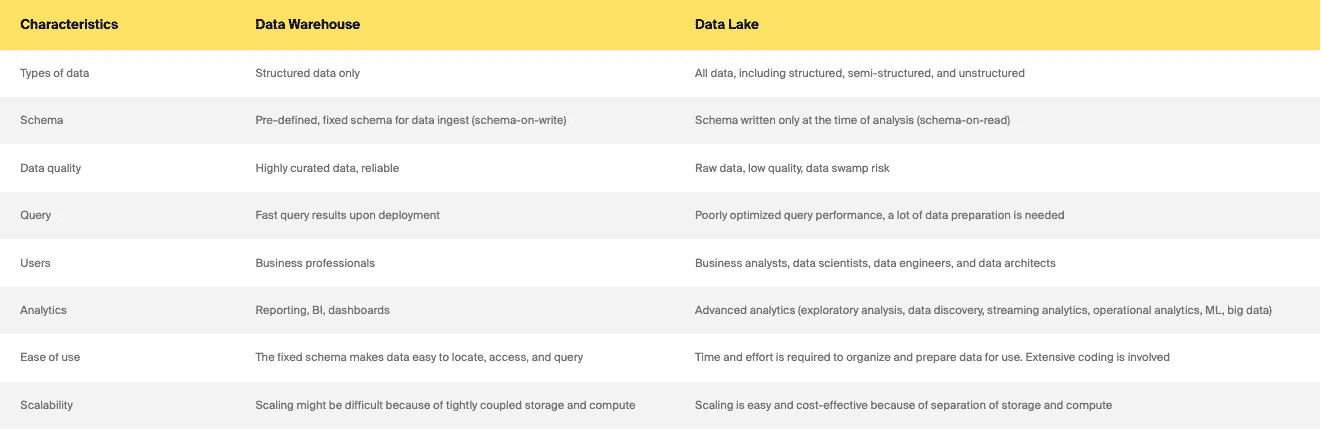 Characteristics Data Warehouse Data Lake
Types of data Structured data only All data, including structured, semi-structured, and unstructured
Schema Pre-defined, fixed schema for data ingest (schema-on-write) Schema written only at the time of analysis (schema-on-read)
Data quality Highly curated data, reliable Raw data, low quality, data swamp risk
Query Fast query results upon deployment Poorly optimized query performance, a lot of data preparation is needed
Users Business professionals Business analysts, data scientists, data engineers, and data architects
Analytics Reporting, BI, dashboards Advanced analytics (exploratory analysis, data discovery, streaming analytics, operational analytics, ML, big data)
Ease of use The fixed schema makes data easy to locate, access, and query Time and effort is required to organize and prepare data for use. Extensive coding is involved
Scalability Scaling might be difficult because of tightly coupled storage and compute Scaling is easy and cost-effective because of separation of storage and compute